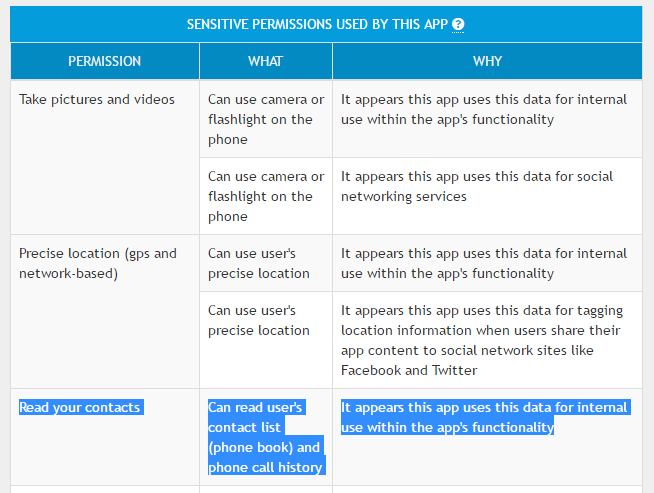 SENSITIVE PERMISSIONS USED BY THIS APP ?
PERMISSION WHAT WHY
Take pictures and videos
Can use camera or
flashlight on the
phone
It appears this app uses this data for internal
use within the app's functionality
Can use camera or
flashlight on the
phone
It appears this app uses this data for social
networking services
Precise location (gps and
network-based)
Can use user's
precise location
It appears this app uses this data for internal
use within the app's functionality
Can use user's
precise location
It appears this app uses this data for tagging
location information when users share their
app content to social network sites like
Facebook and Twitter
Read your contacts
Can read user's
contact list
(phone book) and
phone call history
It appears this app uses this data for internal
use within the app's functionality